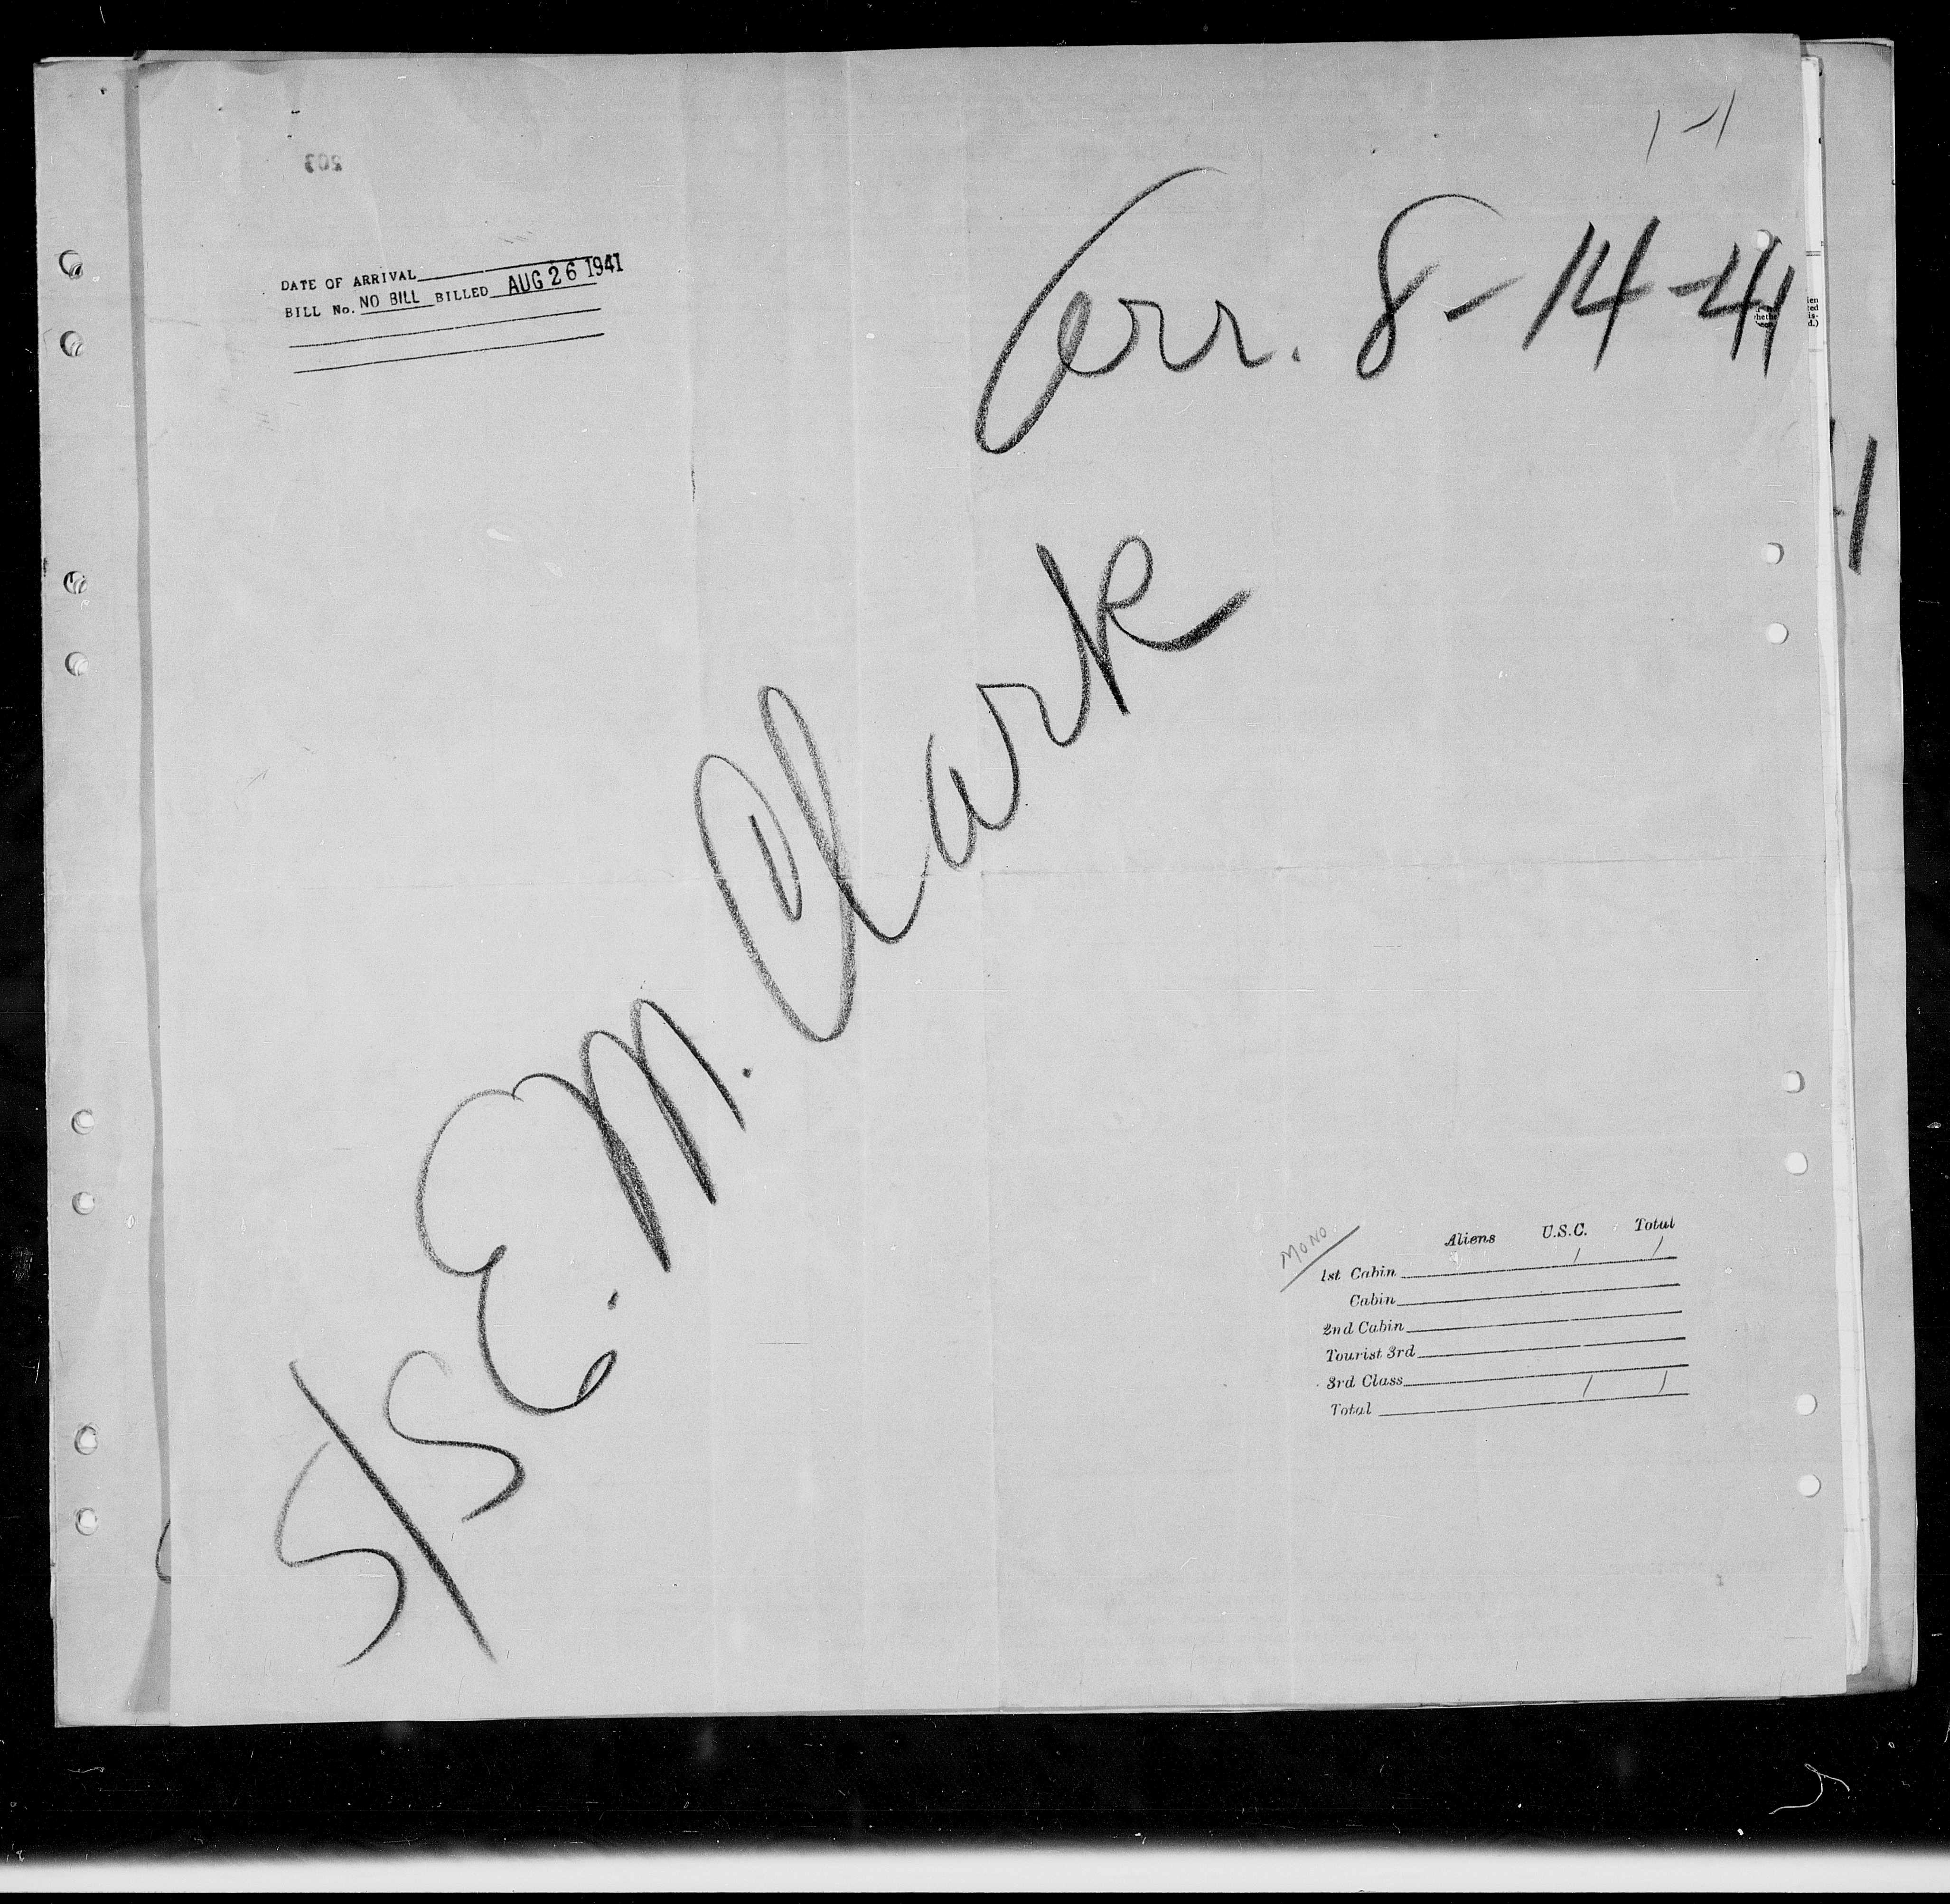 1-1
203
arr. 8-14-41
DATE OF ARRIVAL
BILL No. NO BILL BILLED AUG 26 1941
S/S E. M. Clark
MONO
Aliens U.S.C. Total
1st Cabin 1 1
Cabin
2nd Cabin
Tourist 3rd
3rd Class
Total 1 1